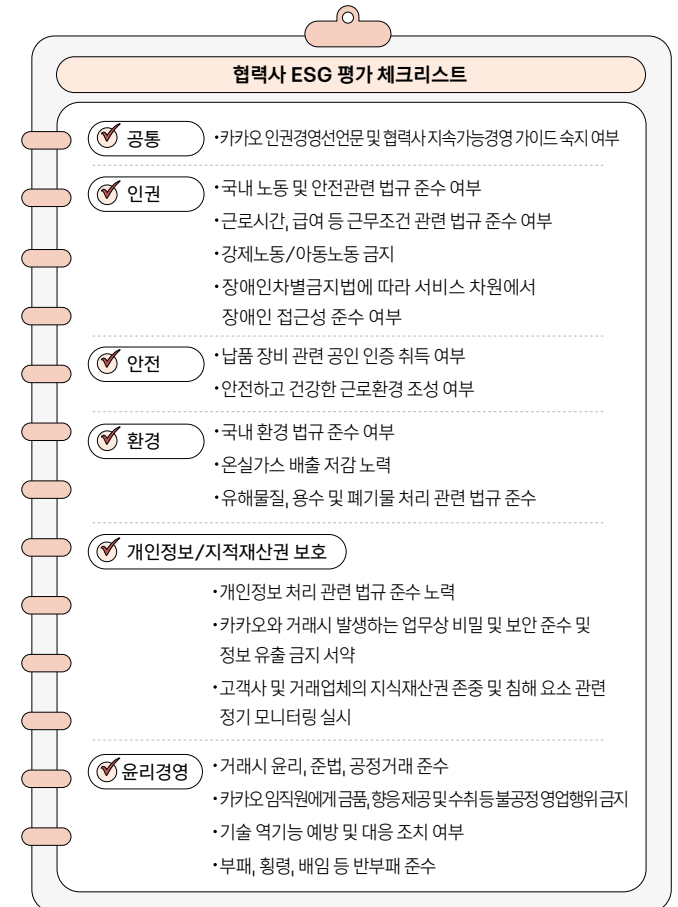 협력사 ESG 평가 체크리스트
공통
·카카오 인권경영선언문 및 협력사 지속가능경영 가이드 숙지 여부
인권
·국내 노동 및 안전관련 법규 준수 여부
·근로시간, 급여 등 근무조건 관련 법규 준수 여부
·강제노동/아동노동 금지
·장애인차별금지법에 따라 서비스 차원에서
장애인 접근성 준수 여부
안전
·납품 장비 관련 공인 인증 취득 여부
·안전하고 건강한 근로환경 조성 여부
환경
·국내 환경 법규 준수 여부
·온실가스 배출 저감 노력
·유해물질, 용수 및 폐기물 처리 관련 법규 준수
개인정보/지적재산권 보호
·개인정보 처리 관련 법규 준수 노력
·카카오와 거래시 발생하는 업무상 비밀 및 보안 준수 및
정보 유출 금지 서약
·고객사 및 거래업체의 지식재산권 존중 및 침해 요소 관련
정기 모니터링 실시
윤리경영
·거래시 윤리, 준법, 공정거래 준수
·카카오 임직원에게 금품, 향응 제공 및 수취 등 불공정 영업행위 금지
·기술 역기능 예방 및 대응 조치 여부
·부패, 횡령, 배임 등 반부패 준수